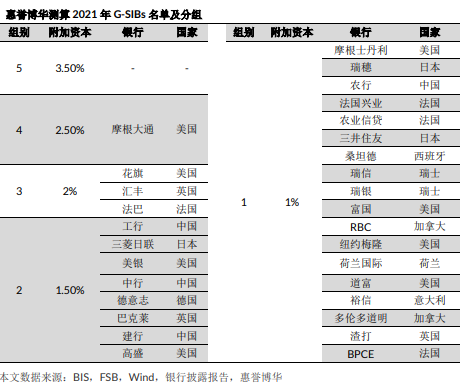 惠誉博华测算 2021 年 G-SIBs 名单及分组
组别 附加资本 银行 国家
5 3.50% - -
4 2.50% 摩根大通 美国
3 2% 花旗 美国
汇丰 英国
法巴 法国
2 1.50% 工行 中国
三菱日联 日本
美银 美国
中行 中国
德意志 德国
巴克莱 英国
建行 中国
高盛 美国
组别 附加资本 银行 国家
1 1% 摩根士丹利 美国
瑞穗 日本
农行 中国
法国兴业 法国
农业信贷 法国
三井住友 日本
桑坦德 西班牙
瑞信 瑞士
瑞银 瑞士
富国 美国
RBC 加拿大
纽约梅隆 美国
荷兰国际 荷兰
道富 美国
裕信 意大利
多伦多道明 加拿大
渣打 英国
BPCE 法国
本文数据来源：BIS，FSB，Wind，银行披露报告，惠誉博华